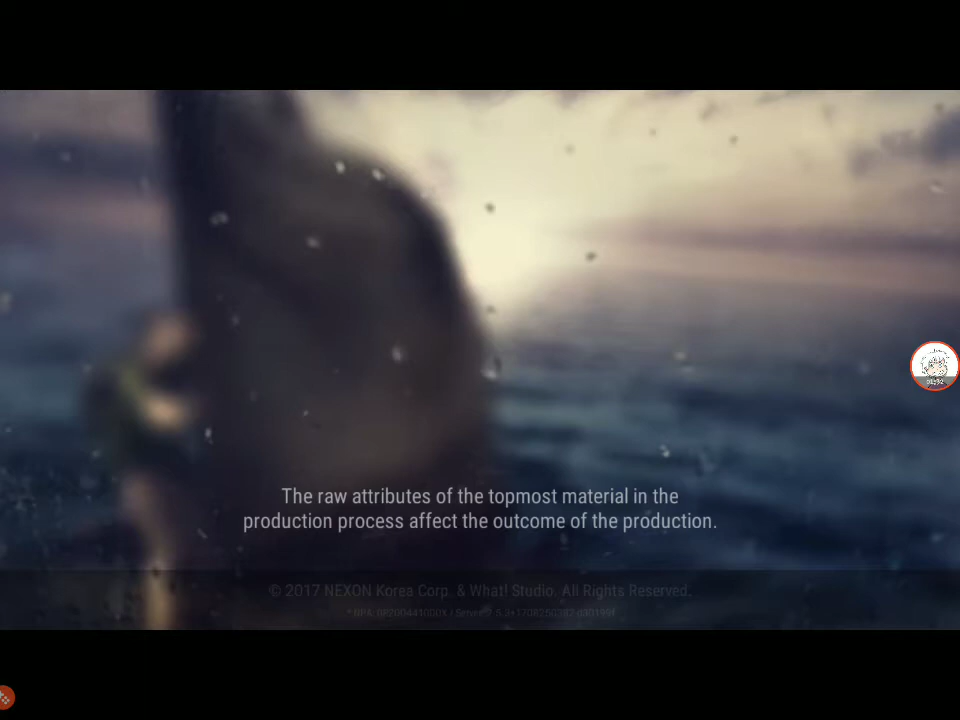 The raw attributes of the topmost material in the
production process affect the outcome of the production.
© 2017 NEXON Korea Corp. & What! Studio. All Rights Reserved.